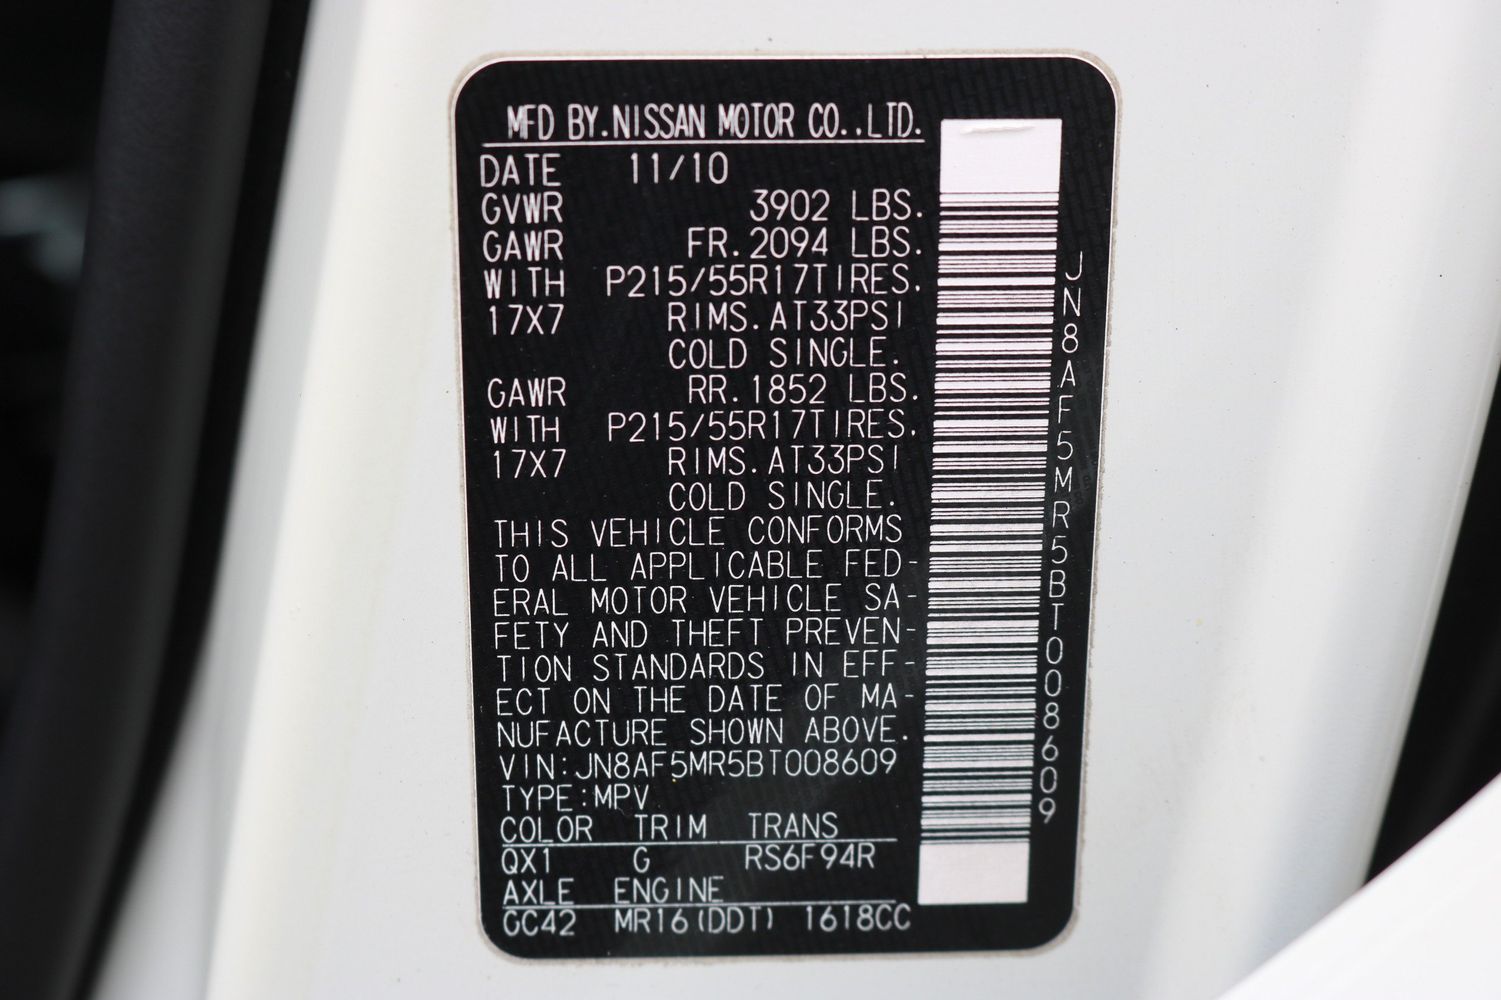 MFD BY.NISSAN MOTOR CO.,LTD.
DATE 11/10
GVWR 3902 LBS.
GAWR FR.2094 LBS.
WITH P215/55R17TIRES.
17X7 RIMS.AT33PSI
COLD SINGLE.
GAWR RR.1852 LBS.
WITH P215/55R17TIRES.
17X7 RIMS.AT33PSI
COLD SINGLE.
THIS VEHICLE CONFORMS
TO ALL APPLICABLE FED-
ERAL MOTOR VEHICLE SA-
FETY AND THEFT PREVEN-
TION STANDARDS IN EFF-
ECT ON THE DATE OF MA-
NUFACTURE SHOWN ABOVE.
VIN:JN8AF5MR5BT008609
TYPE:MPV
COLOR TRIM TRANS
QX1 G RS6F94R
AXLE ENGINE
GC42 MR16(DDT) 1618CC
JN8AF5MR5BT008609